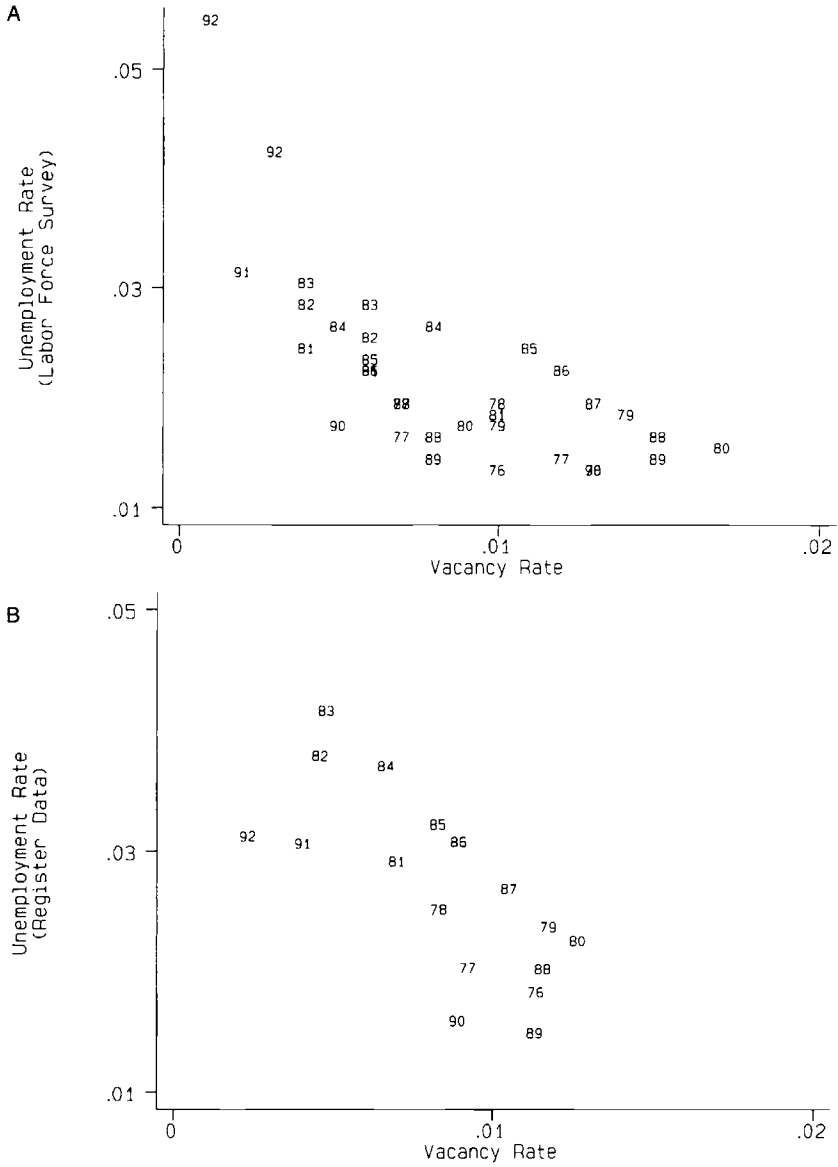 A
92
.05
92
Unemployment Rate
(Labor Force Survey)
91
83
.03
82 83
84 84
82
81 85
85
86
78 87
90 80 81 79
79
77 88 88
80
89 77 89
76
.01
0 .01 .02
Vacancy Rate
B
.05
83
82
84
Unemployment Rate
(Register Data)
85
92 91 86
.03
81
87
78
79
80
77 88
76
90
89
.01
0 .01 .02
Vacancy Rate